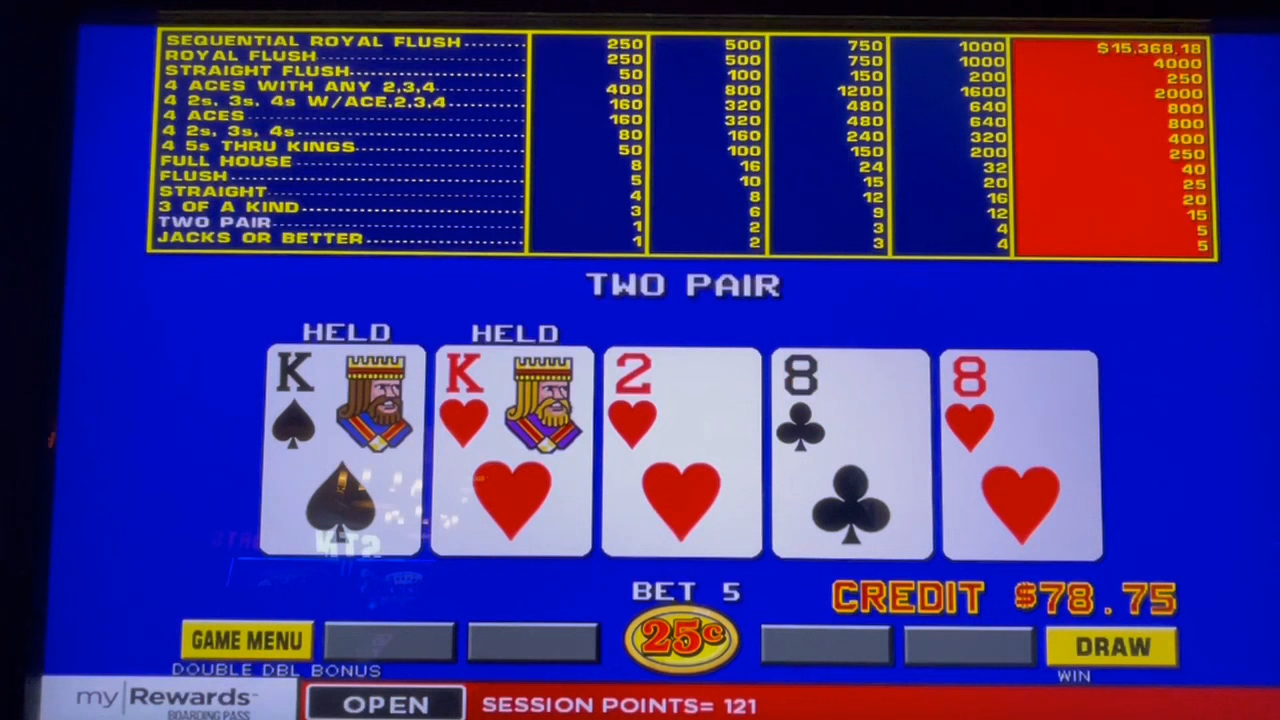 SEQUENTIAL ROYAL FLUSH 250 500 750 1000 $15,368.18
ROYAL FLUSH 250 500 750 1000 4000
STRAIGHT FLUSH 50 100 150 200 250
4 ACES WITH ANY 2,3,4 400 800 1200 1600 2000
4 2s, 3s, 4s W/ACE,2,3,4 160 320 480 640 800
4 ACES 160 320 480 640 800
4 2s, 3s, 4s 80 160 240 320 400
4 5s THRU KINGS 50 100 150 200 250
FULL HOUSE 8 16 24 32 40
FLUSH 5 10 15 20 25
STRAIGHT 4 8 12 16 20
3 OF A KIND 3 6 9 12 15
TWO PAIR 1 2 3 4 5
JACKS OR BETTER 1 2 3 4 5
TWO PAIR
HELD HELD
K K 2 8 8
BET 5 CREDIT $78.75
GAME MENU 25¢ DRAW
DOUBLE DBL BONUS WIN
my|Rewards™ OPEN SESSION POINTS= 121
BOARDING PASS